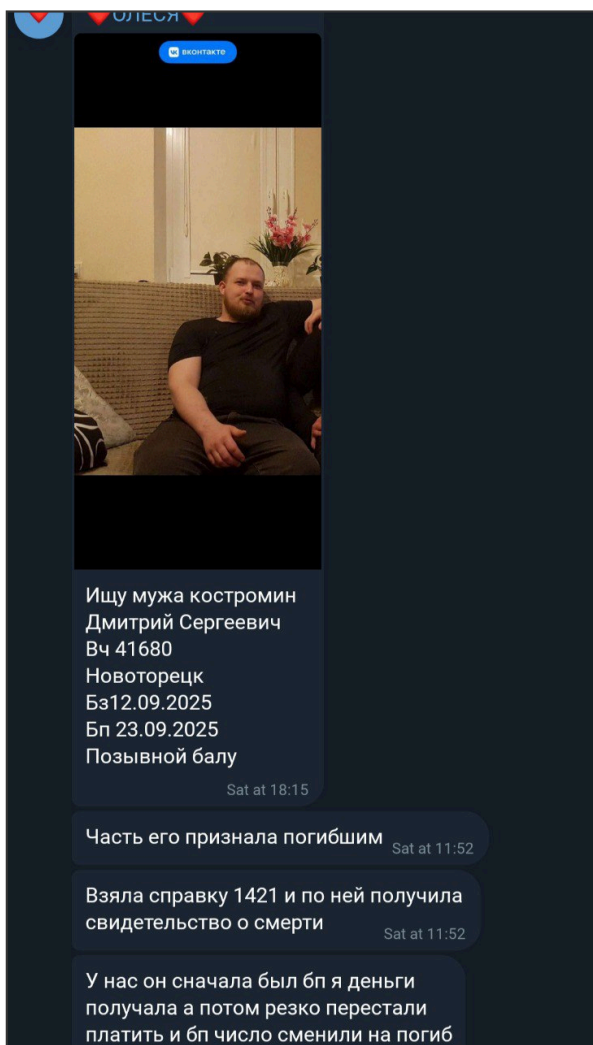 ОЛЕСЯ
вконтакте
Ищу мужа костромин
Дмитрий Сергеевич
Вч 41680
Новоторецк
Бз12.09.2025
Бп 23.09.2025
Позывной балу
Sat at 18:15
Часть его признала погибшим
Sat at 11:52
Взяла справку 1421 и по ней получила
свидетельство о смерти
Sat at 11:52
У нас он сначала был бп я деньги
получала а потом резко перестали
платить и бп число сменили на погиб